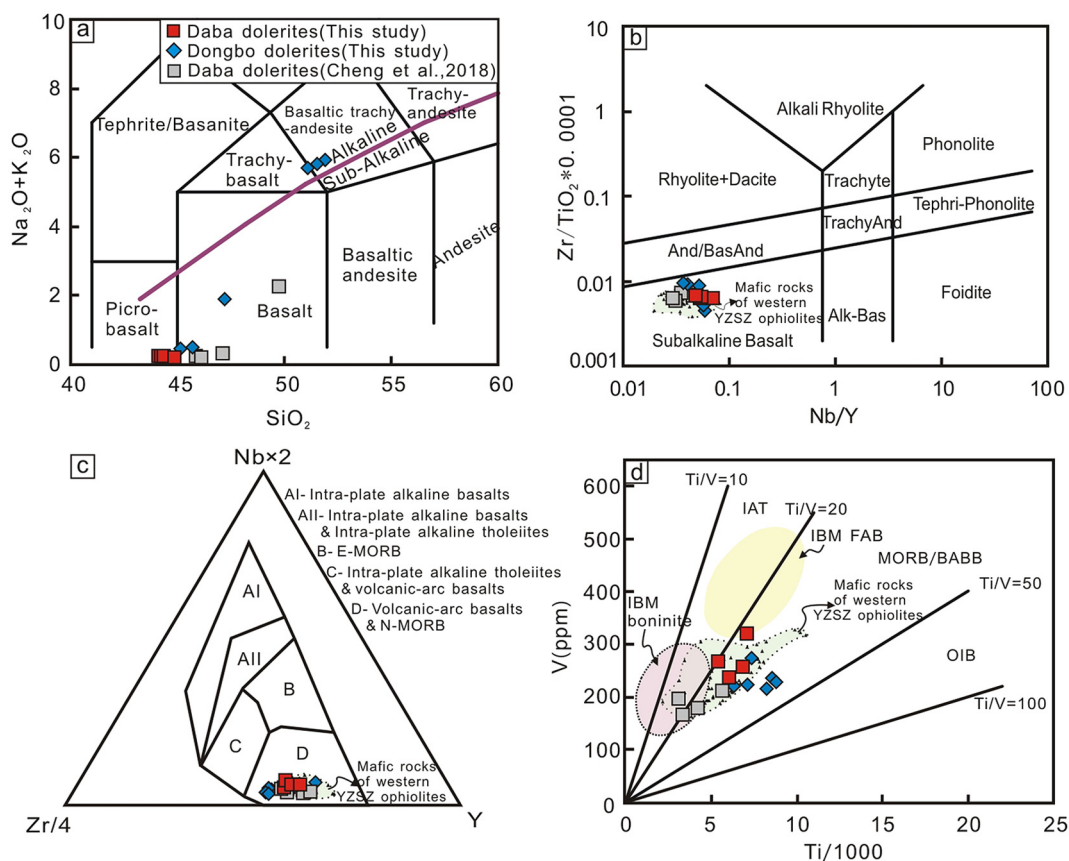 a
Daba dolerites(This study)
Dongbo dolerites(This study)
Daba dolerites(Cheng et al.,2018)
10
8
6
4
2
0
Na₂O+K₂O
Tephrite/Basanite
Basaltic trachy
-andesite
Trachy-
andesite
Trachy-
basalt
Alkaline
Sub-Alkaline
Picro-
basalt
Basalt
Basaltic
andesite
Andesite
40
45
50
55
60
SiO₂
b
10
1
0.1
0.01
0.001
Zr/TiO₂*0. 0001
Alkali Rhyolite
Phonolite
Rhyolite+Dacite
Trachyte
Tephri-Phonolite
TrachyAnd
And/BasAnd
Mafic rocks
of western
YZSZ ophiolites
Foidite
Alk-Bas
Subalkaline Basalt
0.01
0.1
1
10
100
Nb/Y
c
Nb×2
AI- Intra-plate alkaline basalts
AII- Intra-plate alkaline basalts
& Intra-plate alkaline tholeiites
B- E-MORB
C- Intra-plate alkaline tholeiites
& volcanic-arc basalts
D- Volcanic-arc basalts
& N-MORB
AI
AII
B
C
D
Mafic rocks
of western
YZSZ ophiolites
Zr/4
Y
d
600
500
400
300
200
100
0
V(ppm)
Ti/V=10
IAT
Ti/V=20
IBM FAB
MORB/BABB
Mafic rocks
of western
YZSZ ophiolites
Ti/V=50
IBM
boninite
OIB
Ti/V=100
0
5
10
15
20
25
Ti/1000